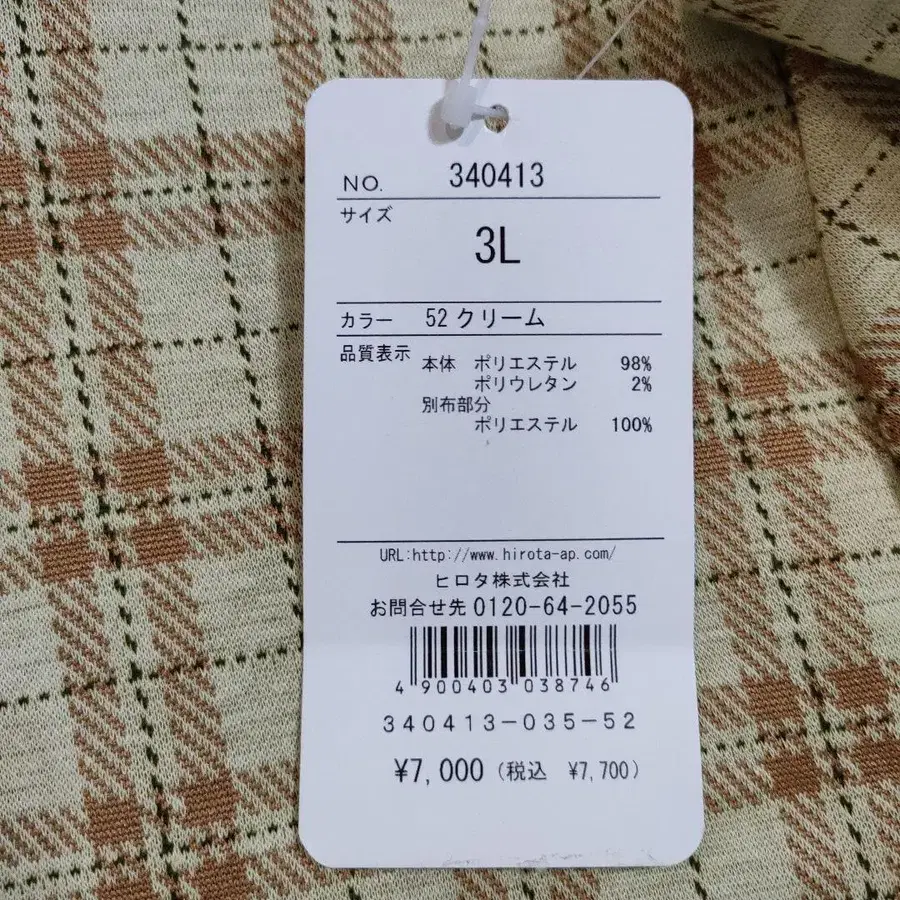 NO. 340413
サイズ
3L
カラー 52 クリーム
品質表示
本体 ポリエステル 98%
ポリウレタン 2%
別布部分
ポリエステル 100%
URL:http://www.hirota-ap.com/
ヒロタ株式会社
お問合せ先 0120-64-2055
4 900403 038746
340413-035-52
¥7,000 (税込 ¥7,700)